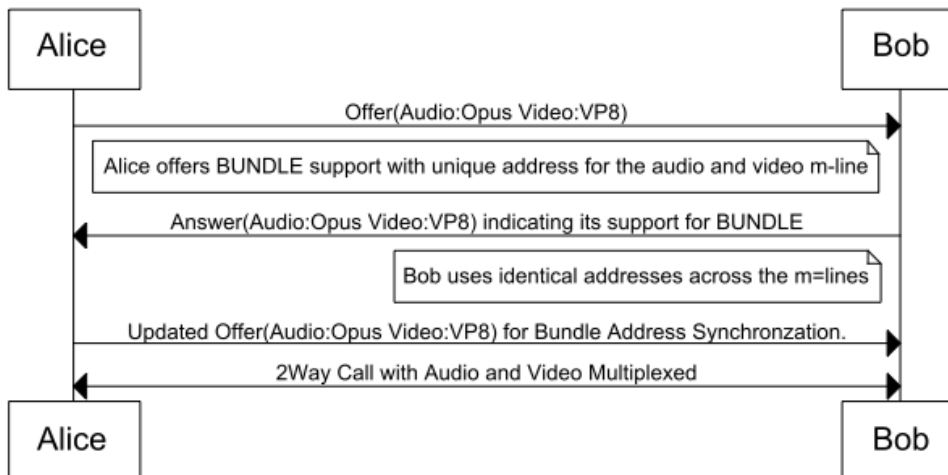 Alice
Bob
Offer(Audio:Opus Video:VP8)
Alice offers BUNDLE support with unique address for the audio and video m-line
Answer(Audio:Opus Video:VP8) indicating its support for BUNDLE
Bob uses identical addresses across the m=lines
Updated Offer(Audio:Opus Video:VP8) for Bundle Address Synchronzation.
2Way Call with Audio and Video Multiplexed
Alice
Bob